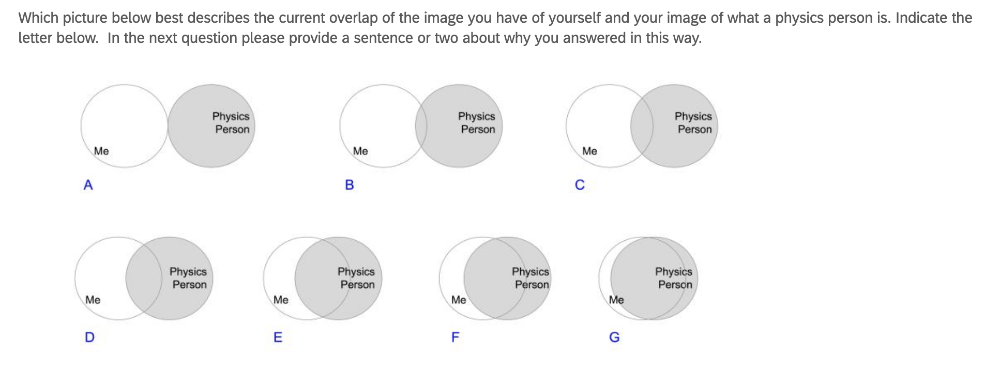 Which picture below best describes the current overlap of the image you have of yourself and your image of what a physics person is. Indicate the
letter below.  In the next question please provide a sentence or two about why you answered in this way.
Physics
Person
Me
A
Physics
Person
Me
B
Physics
Person
Me
C
Physics
Person
Me
D
Physics
Person
Me
E
Physics
Person
Me
F
Physics
Person
Me
G